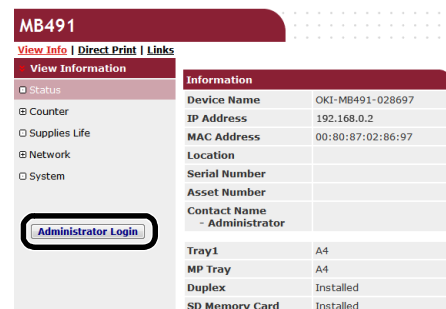 MB491
View Info | Direct Print | Links
View Information
Status
Counter
Supplies Life
Network
System
Administrator Login
Information
Device Name OKI-MB491-028697
IP Address 192.168.0.2
MAC Address 00:80:87:02:86:97
Location
Serial Number
Asset Number
Contact Name
- Administrator
Tray1 A4
MP Tray A4
Duplex Installed
SD Memory Card Installed